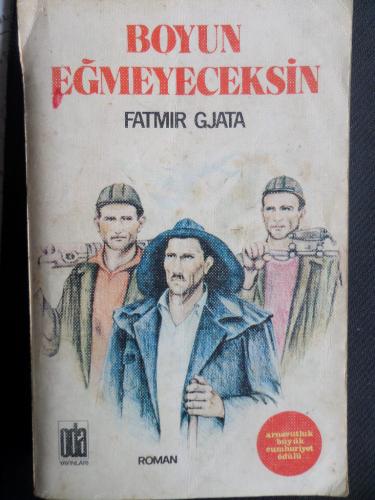 BOYUN
EĞMEYECEKSİN
FATMIR GJATA
oda
YAYINLARI
ROMAN
arnavutluk
büyük
cumhuriyet
ödülü